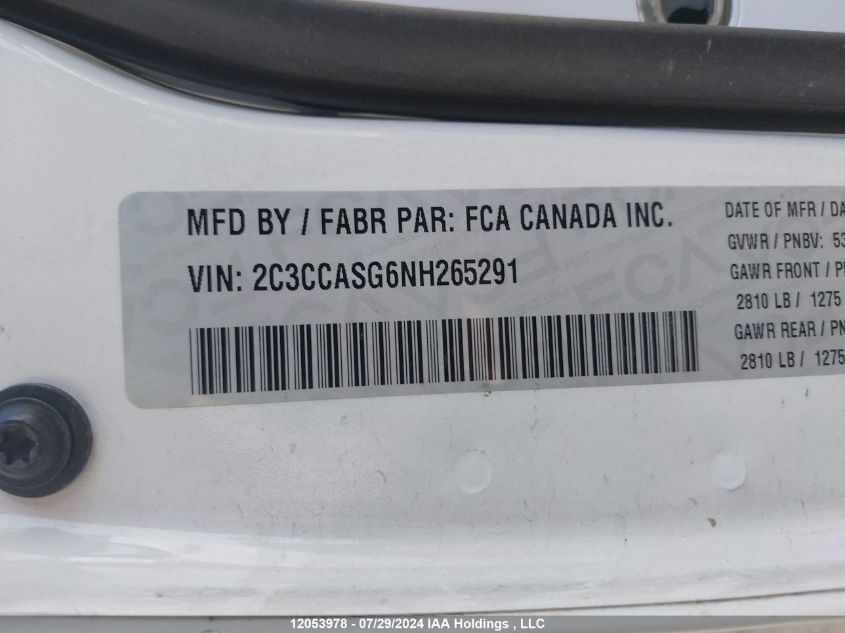 MFD BY / FABR PAR: FCA CANADA INC.
VIN: 2C3CCASG6NH265291
DATE OF MFR / DA
GVWR / PNBV: 53
GAWR FRONT /
2810 LB / 1275
GAWR REAR / PN
2810 LB / 1275
12053978 - 07/29/2024 IAA Holdings , LLC